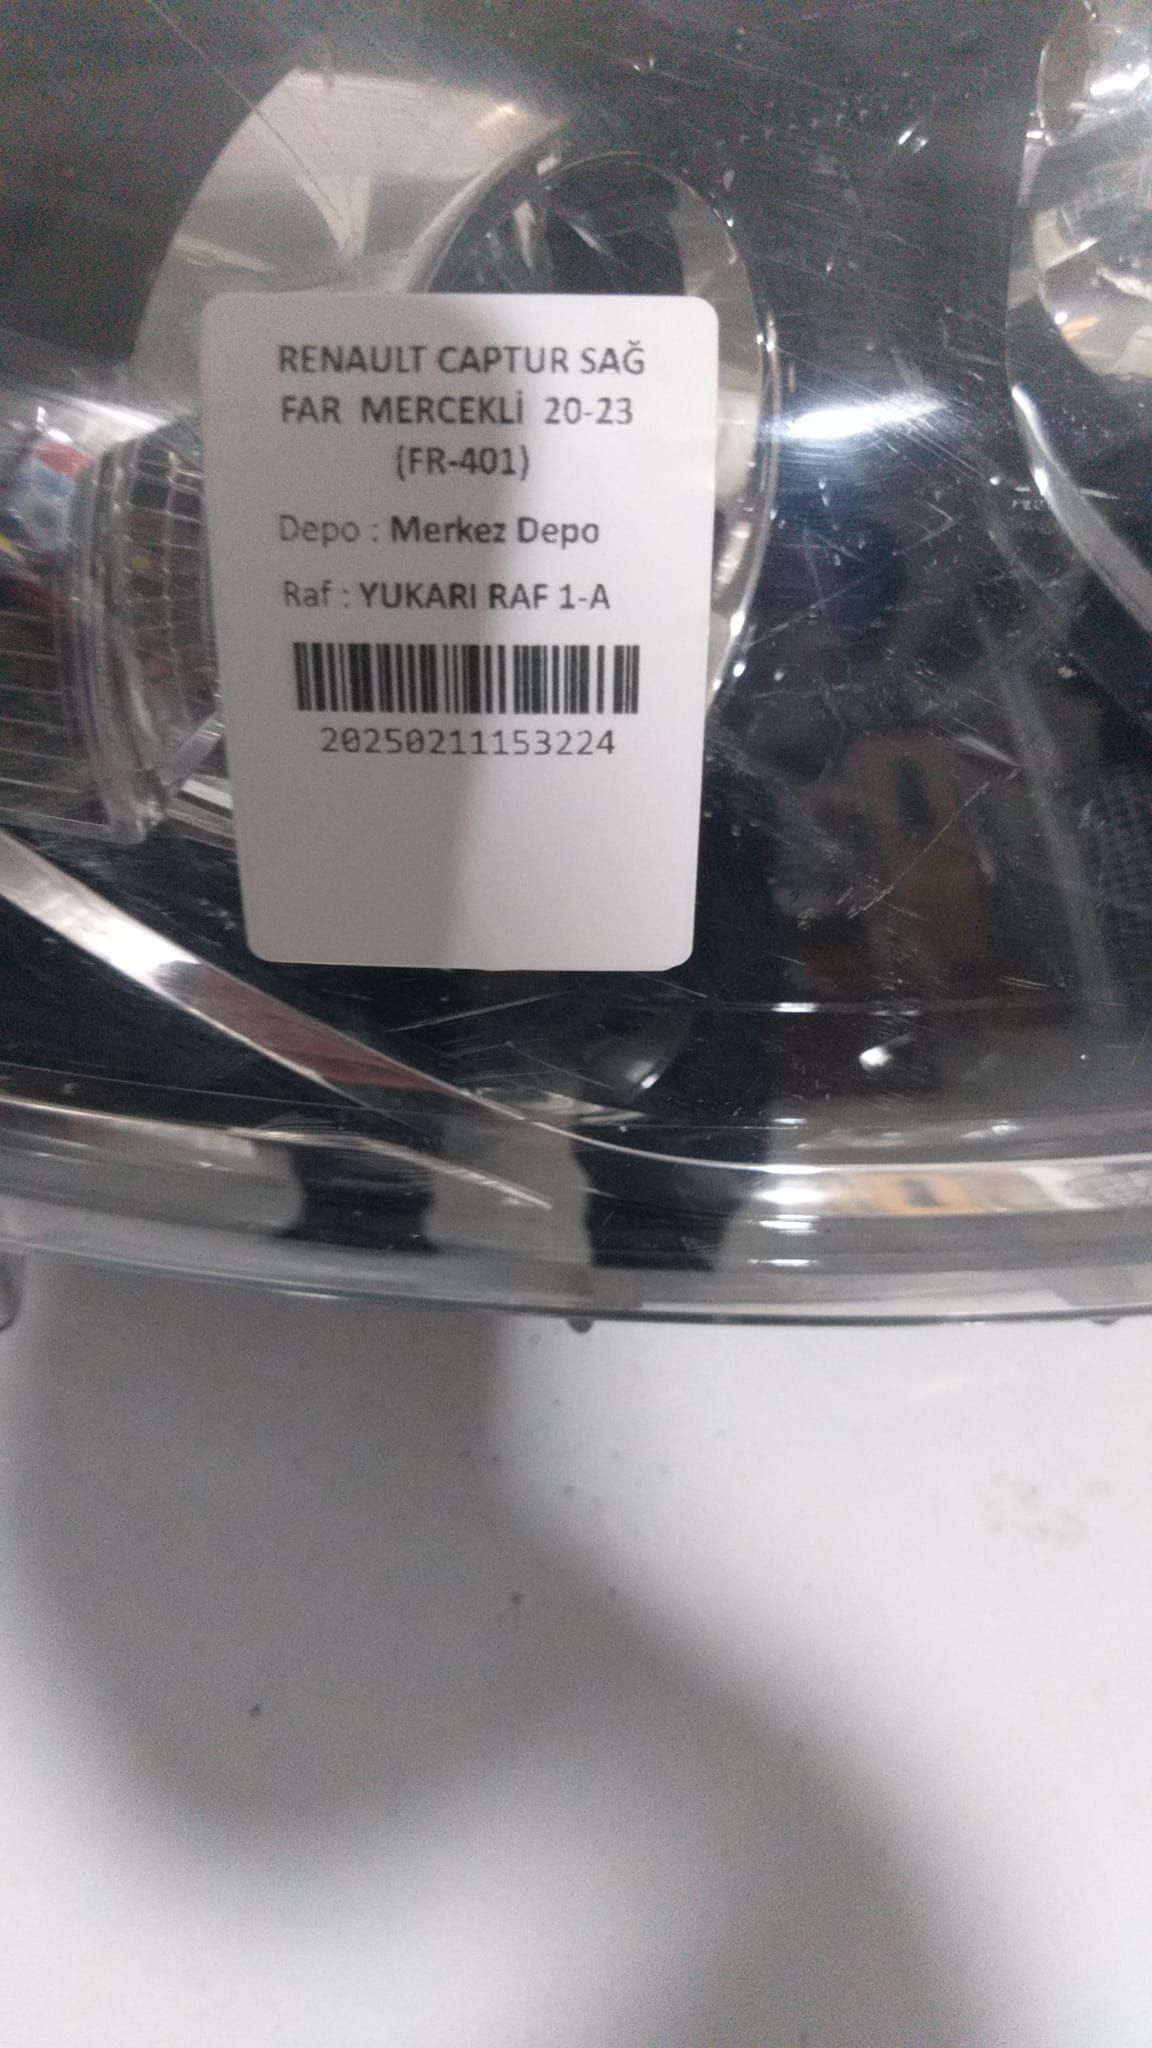 RENAULT CAPTUR SAĞ
FAR MERCEKLİ 20-23
(FR-401)
Depo : Merkez Depo
Raf : YUKARI RAF 1-A
20250211153224